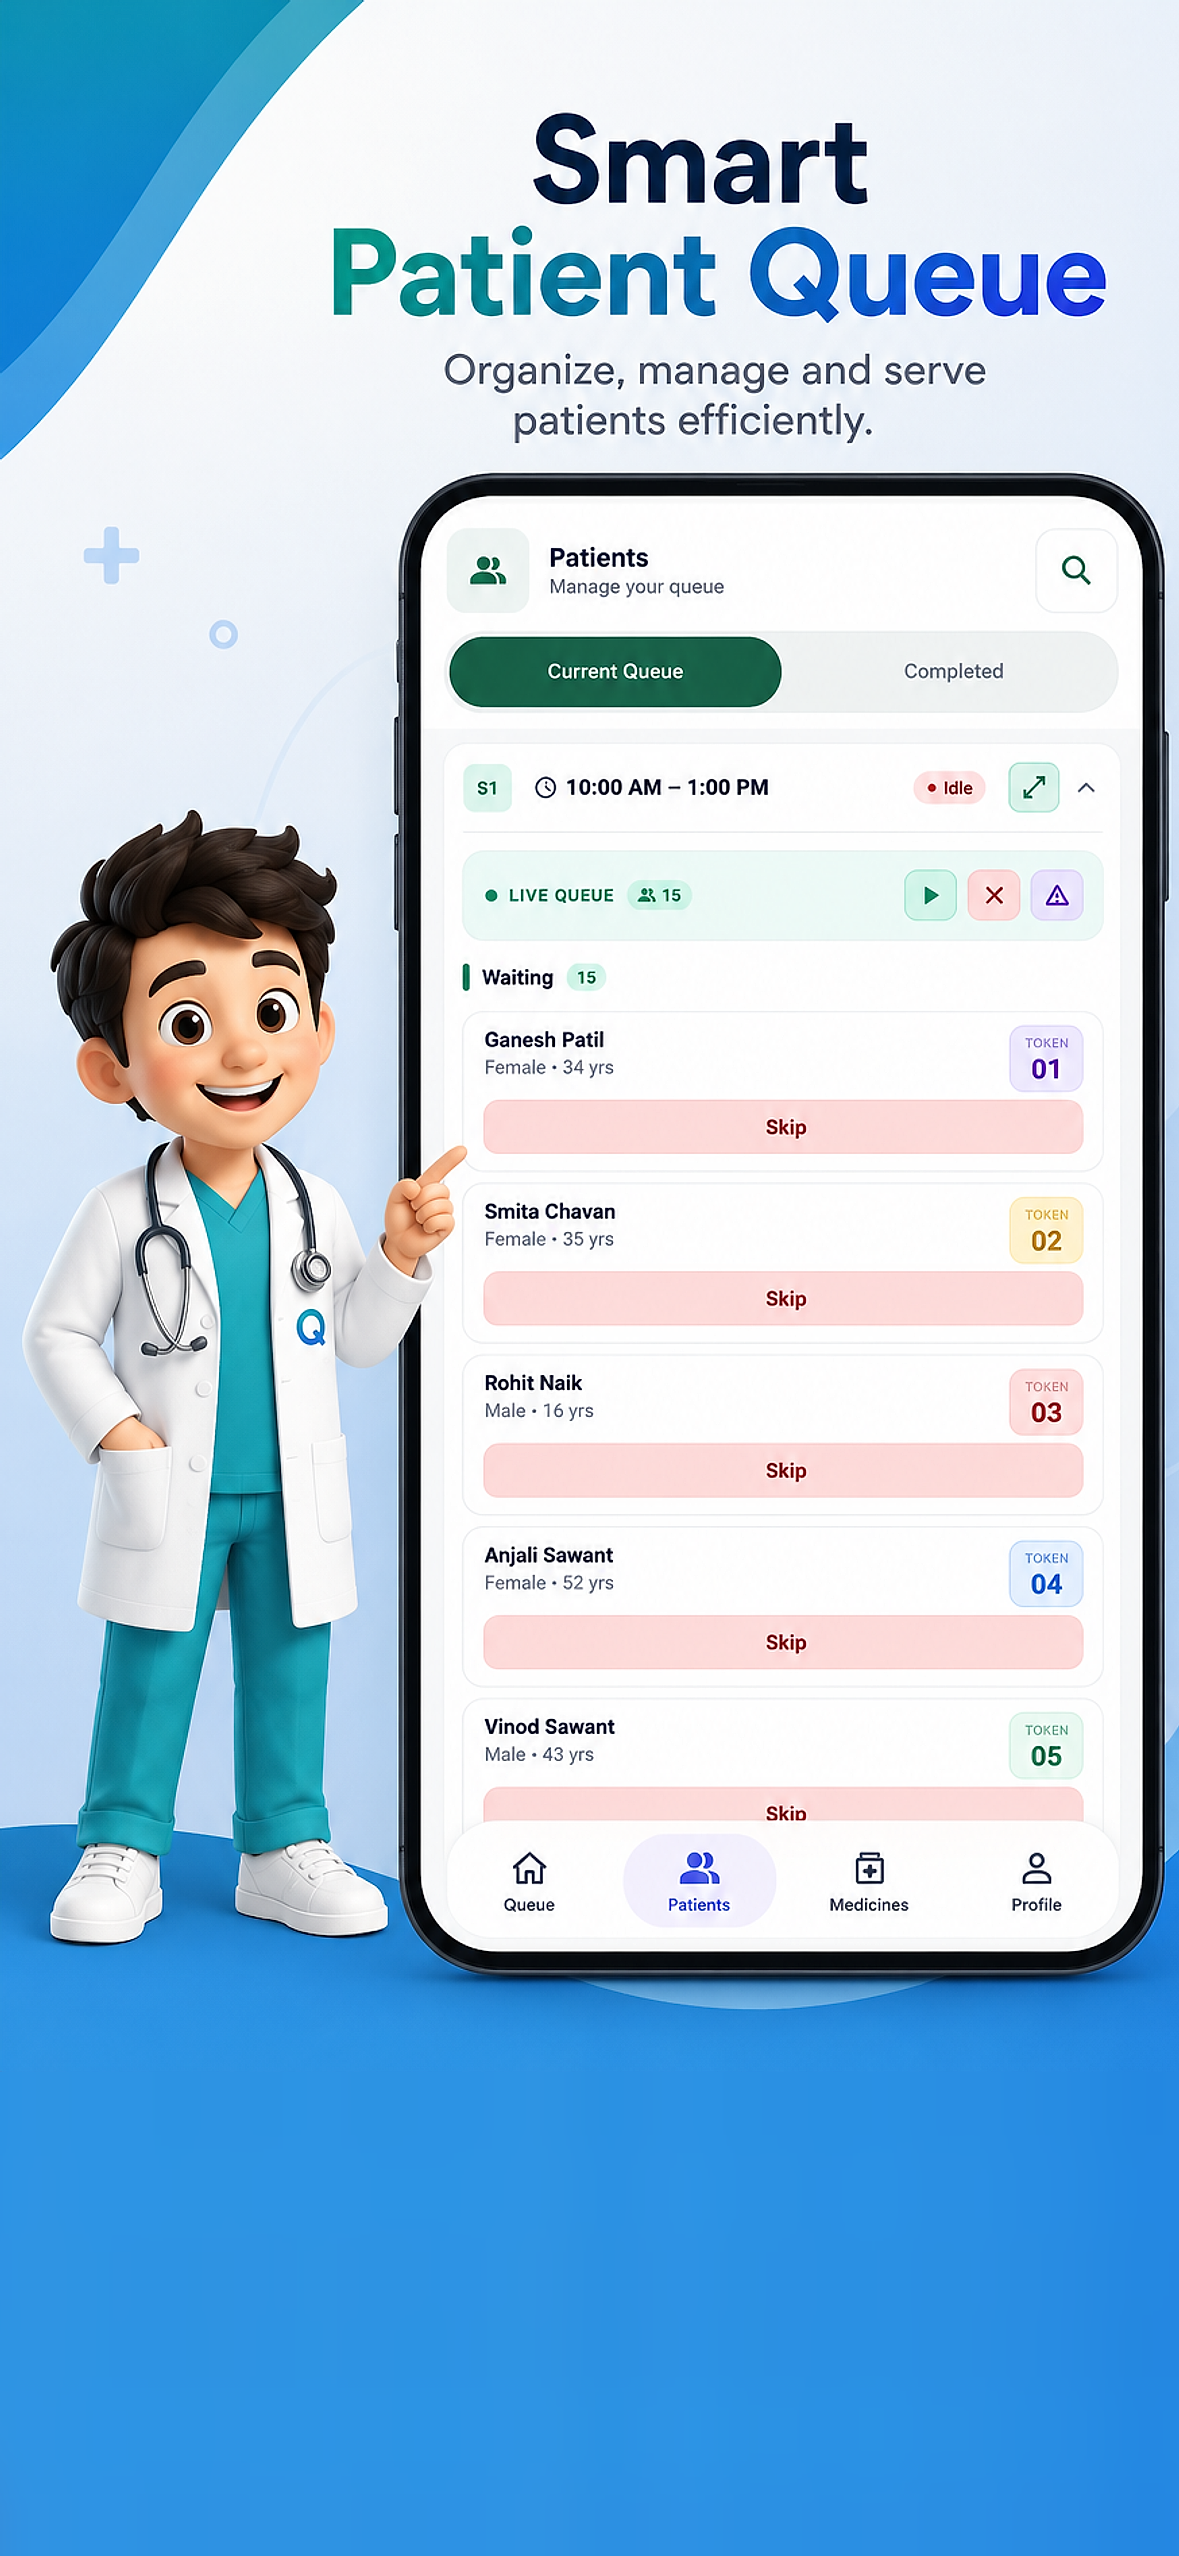 Smart
Patient Queue
Organize, manage and serve
patients efficiently.
Patients
Manage your queue
Current Queue
Completed
S1
10:00 AM – 1:00 PM
• Idle
LIVE QUEUE
15
Waiting
15
Ganesh Patil
Female • 34 yrs
TOKEN
01
Skip
Smita Chavan
Female • 35 yrs
TOKEN
02
Skip
Rohit Naik
Male • 16 yrs
TOKEN
03
Skip
Anjali Sawant
Female • 52 yrs
TOKEN
04
Skip
Vinod Sawant
Male • 43 yrs
TOKEN
05
Skip
Queue
Patients
Medicines
Profile
Q